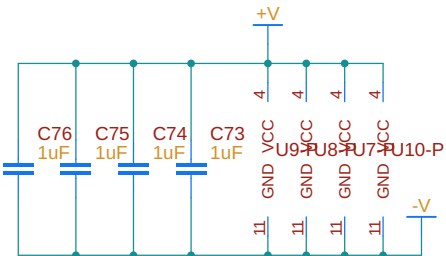 +V
4 4 4 4
C76 C75 C74 C73
1uF 1uF 1uF 1uF
VCC VCC VCC VCC
U9-P U8-P U7-P U10-P
GND GND GND GND
-V
11 11 11 11